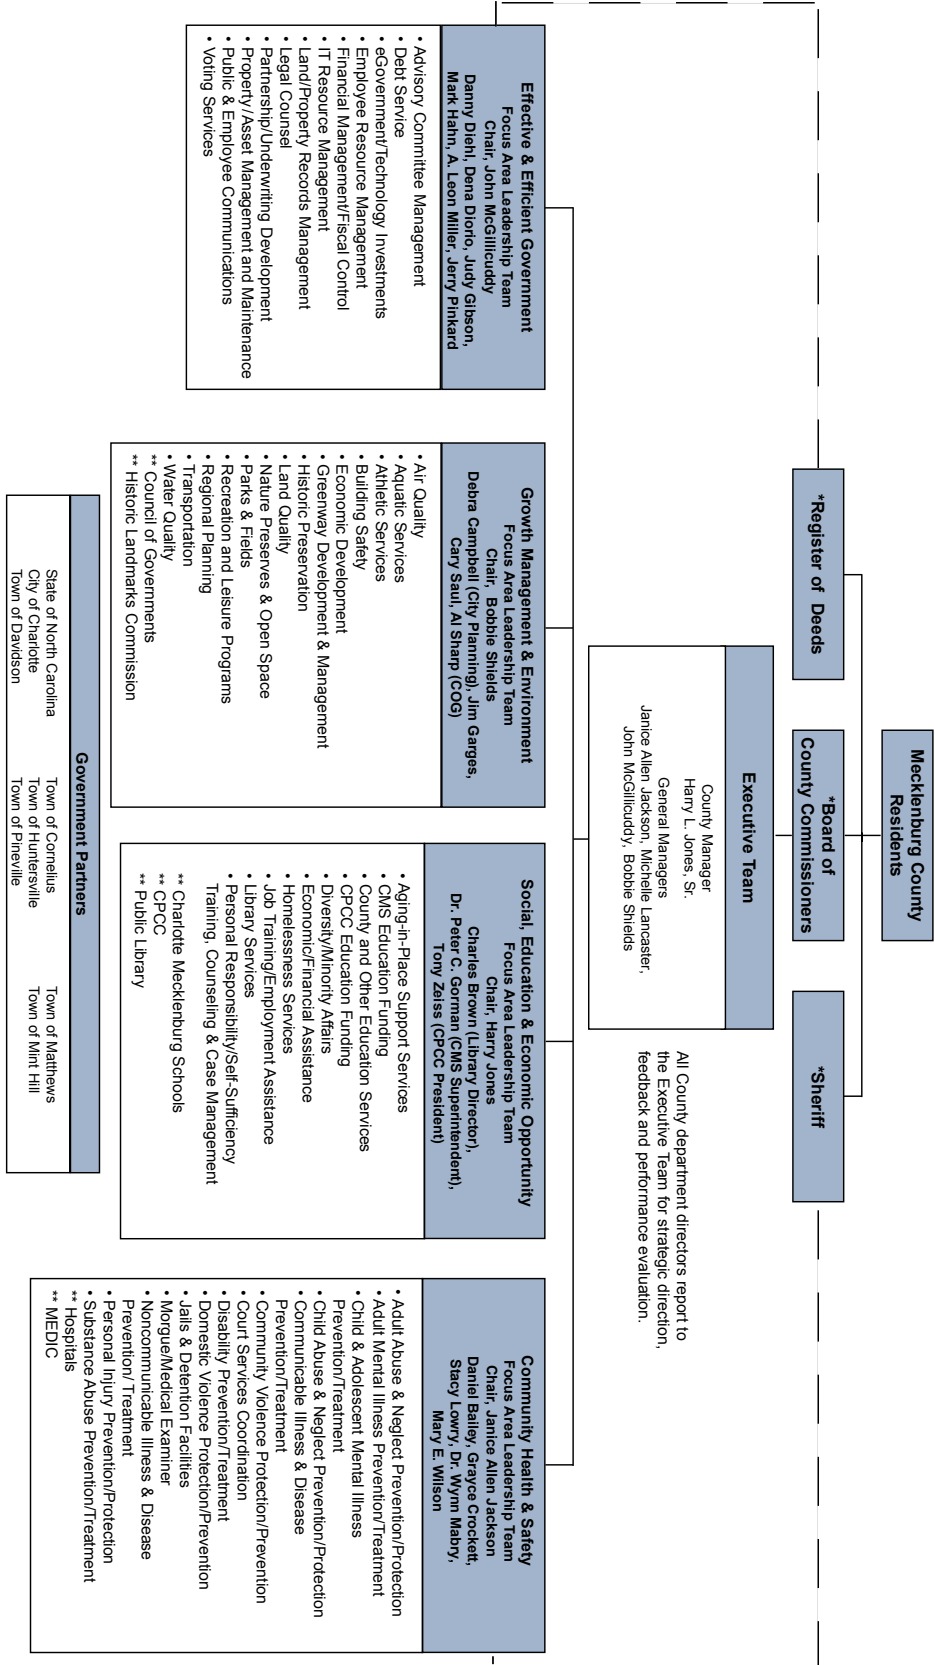 Mecklenburg County
Residents
*Register of Deeds
*Board of
County Commissioners
*Sheriff
Executive Team
County Manager
Harry L. Jones, Sr.
General Managers
Janice Allen Jackson, Michelle Lancaster,
John McGillicuddy, Bobbie Shields
All County department directors report to
the Executive Team for strategic direction,
feedback and performance evaluation.
Effective & Efficient Government
Focus Area Leadership Team
Chair, John McGillicuddy
Danny Diehl, Dena Diorio, Judy Gibson,
Mark Hahn, A. Leon Miller, Jerry Pinkard
• Advisory Committee Management
• Debt Service
• eGovernment/Technology Investments
• Employee Resource Management
• Financial Management/Fiscal Control
• IT Resource Management
• Land/Property Records Management
• Legal Counsel
• Partnership/Underwriting Development
• Property/Asset Management and Maintenance
• Public & Employee Communications
• Voting Services
Growth Management & Environment
Focus Area Leadership Team
Chair, Bobbie Shields
Debra Campbell (City Planning), Jim Garges,
Cary Saul, Al Sharp (COG)
• Air Quality
• Aquatic Services
• Athletic Services
• Building Safety
• Economic Development
• Greenway Development & Management
• Historic Preservation
• Land Quality
• Nature Preserves & Open Space
• Parks & Fields
• Recreation and Leisure Programs
• Regional Planning
• Transportation
• Water Quality
** Council of Governments
** Historic Landmarks Commission
Social, Education & Economic Opportunity
Focus Area Leadership Team
Chair, Harry Jones
Charles Brown (Library Director),
Dr. Peter C. Gorman (CMS Superintendent),
Tony Zeiss (CPCC President)
• Aging-in-Place Support Services
• CMS Education Funding
• County and Other Education Services
• CPCC Education Funding
• Diversity/Minority Affairs
• Economic/Financial Assistance
• Homelessness Services
• Job Training/Employment Assistance
• Library Services
• Personal Responsibility/Self-Sufficiency
Training, Counseling & Case Management
** Charlotte Mecklenburg Schools
** CPCC
** Public Library
Community Health & Safety
Focus Area Leadership Team
Chair, Janice Allen Jackson
Daniel Bailey, Grayce Crockett,
Stacy Lowry, Dr. Wynn Mabry,
Mary E. Wilson
• Adult Abuse & Neglect Prevention/Protection
• Adult Mental Illness Prevention/Treatment
• Child & Adolescent Mental Illness
Prevention/Treatment
• Child Abuse & Neglect Prevention/Protection
• Communicable Illness & Disease
Prevention/Treatment
• Community Violence Protection/Prevention
• Court Services Coordination
• Disability Prevention/Treatment
• Domestic Violence Protection/Prevention
• Jails & Detention Facilities
• Morgue/Medical Examiner
• Noncommunicable Illness & Disease
Prevention/ Treatment
• Personal Injury Prevention/Protection
• Substance Abuse Prevention/Treatment
** Hospitals
** MEDIC
Government Partners
State of North Carolina Town of Cornelius Town of Matthews
City of Charlotte Town of Huntersville Town of Mint Hill
Town of Davidson Town of Pineville